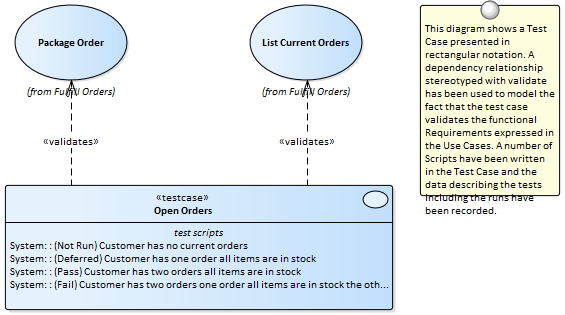 Package Order
List Current Orders
(from Fulfill Orders)
(from Fulfill Orders)
«validates»
«validates»
«testcase»
Open Orders
test scripts
System: : (Not Run) Customer has no current orders
System: : (Deferred) Customer has one order all items are in stock
System: : (Pass) Customer has two orders all items are in stock
System: : (Fail) Customer has two orders one order all items are in stock the oth...
This diagram shows a Test
Case presented in
rectangular notation. A
dependency relationship
stereotyped with validate
has been used to model the
fact that the test case
validates the functional
Requirements expressed in
the Use Cases. A number of
Scripts have been written
in the Test Case and the
data describing the tests
including the runs have
been recorded.